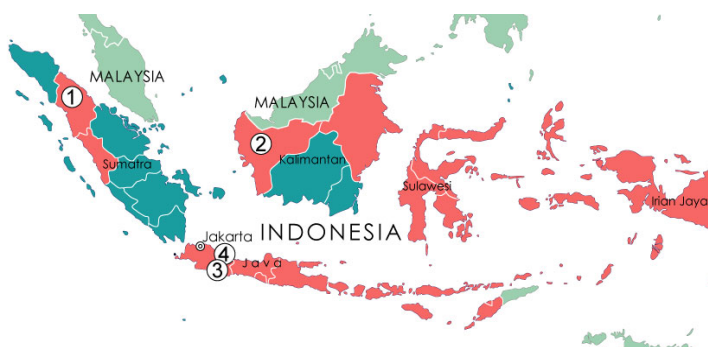 MALAYSIA
1
MALAYSIA
2
Kalimantan
Sumatra
Sulawesi
Irian Jaya
Jakarta
INDONESIA
4
Java
3